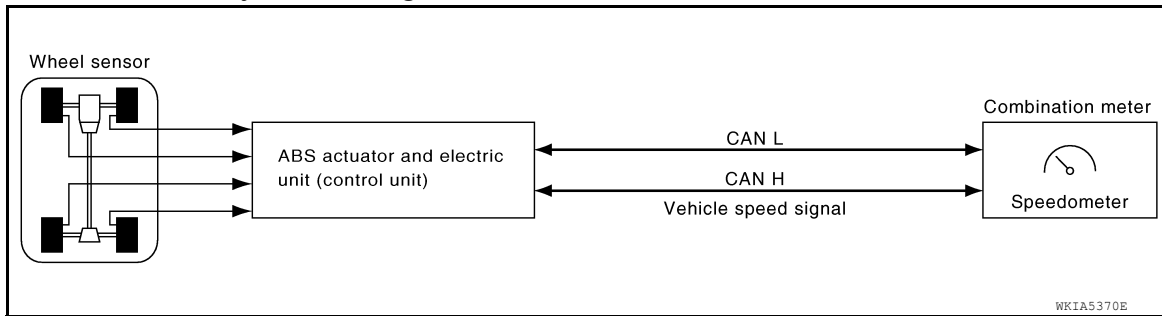 Wheel sensor
ABS actuator and electric
unit (control unit)
CAN L
CAN H
Vehicle speed signal
Combination meter
Speedometer
WKIA5370E